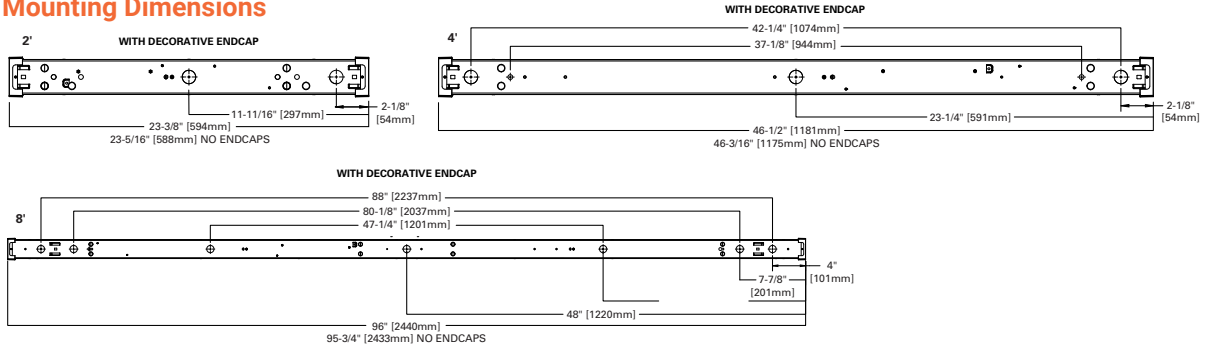 Mounting Dimensions
2'
WITH DECORATIVE ENDCAP
11-11/16" [297mm]
2-1/8"
[54mm]
23-3/8" [594mm]
23-5/16" [588mm] NO ENDCAPS
WITH DECORATIVE ENDCAP
4'
42-1/4" [1074mm]
37-1/8" [944mm]
23-1/4" [591mm]
2-1/8"
[54mm]
46-1/2" [1181mm]
46-3/16" [1175mm] NO ENDCAPS
WITH DECORATIVE ENDCAP
8'
88" [2237mm]
80-1/8" [2037mm]
47-1/4" [1201mm]
4"
[101mm]
7-7/8"
[201mm]
48" [1220mm]
96" [2440mm]
95-3/4" [2433mm] NO ENDCAPS